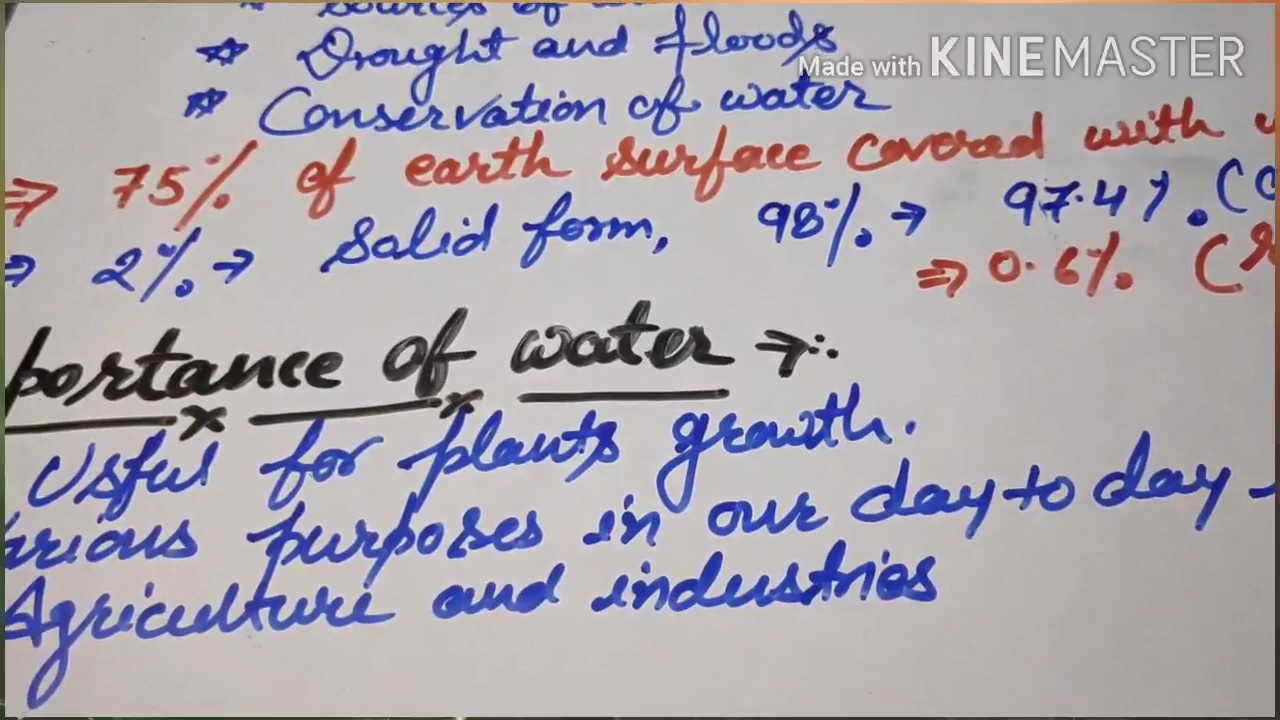 sources of
☆ Drought and floods
Made with KINEMASTER
☆ Conservation of water
⇒ 75% of earth surface covered with
⇒ 2% → Solid form, 98% → 97.4%. (
⇒ 0.6% (
portance of water →:.
Usful for plants growth.
arious purposes in our day to day -
Agriculture and industries